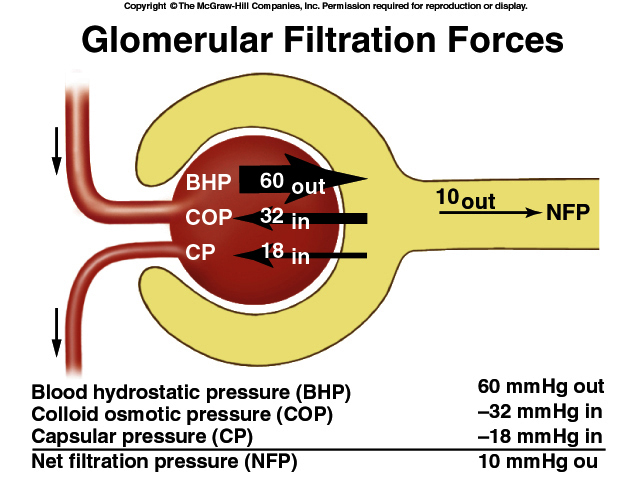 Copyright © The McGraw-Hill Companies, Inc. Permission required for reproduction or display.
Glomerular Filtration Forces
BHP 60 out
COP 32 in
CP 18 in
10 out
NFP
Blood hydrostatic pressure (BHP) 60 mmHg out
Colloid osmotic pressure (COP) –32 mmHg in
Capsular pressure (CP) –18 mmHg in
Net filtration pressure (NFP) 10 mmHg ou